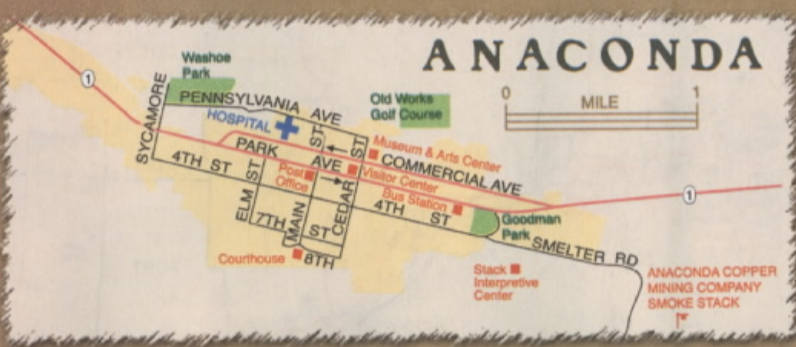 ANACONDA
0 1
MILE
1
Washoe
Park
Old Works
Golf Course
SYCAMORE
PENNSYLVANIA AVE
HOSPITAL
ST
ST
Museum & Arts Center
PARK AVE
COMMERCIAL AVE
4TH ST
Post
Office
Visitor Center
1
Bus Station
ELM ST
MAIN
CEDAR
4TH ST
7TH ST
Goodman
Park
SMELTER RD
Courthouse
8TH
Stack
Interpretive
Center
ANACONDA COPPER
MINING COMPANY
SMOKE STACK